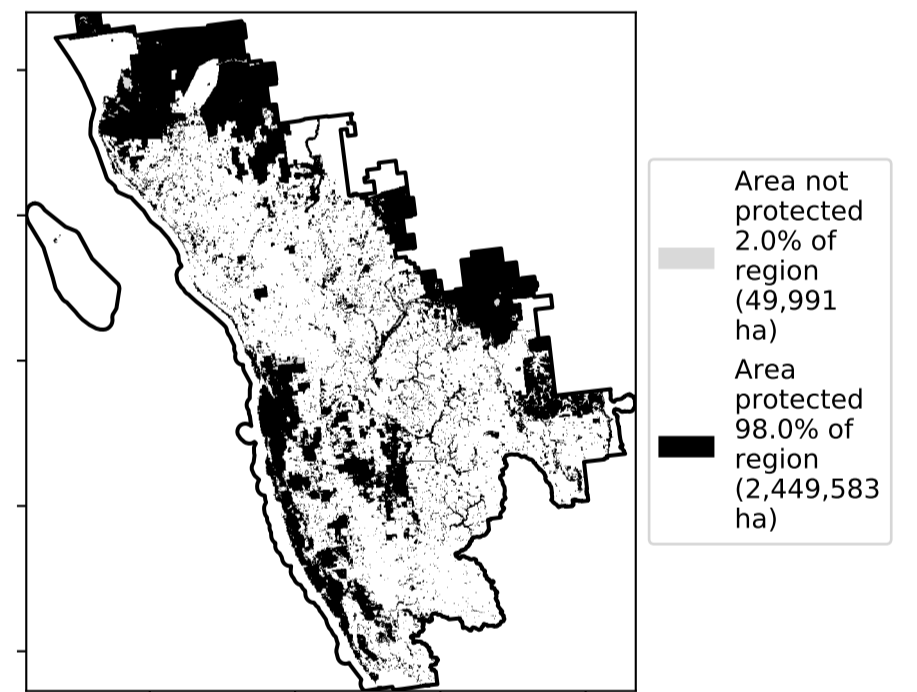 Area not
protected
2.0% of
region
(49,991
ha)
Area
protected
98.0% of
region
(2,449,583
ha)